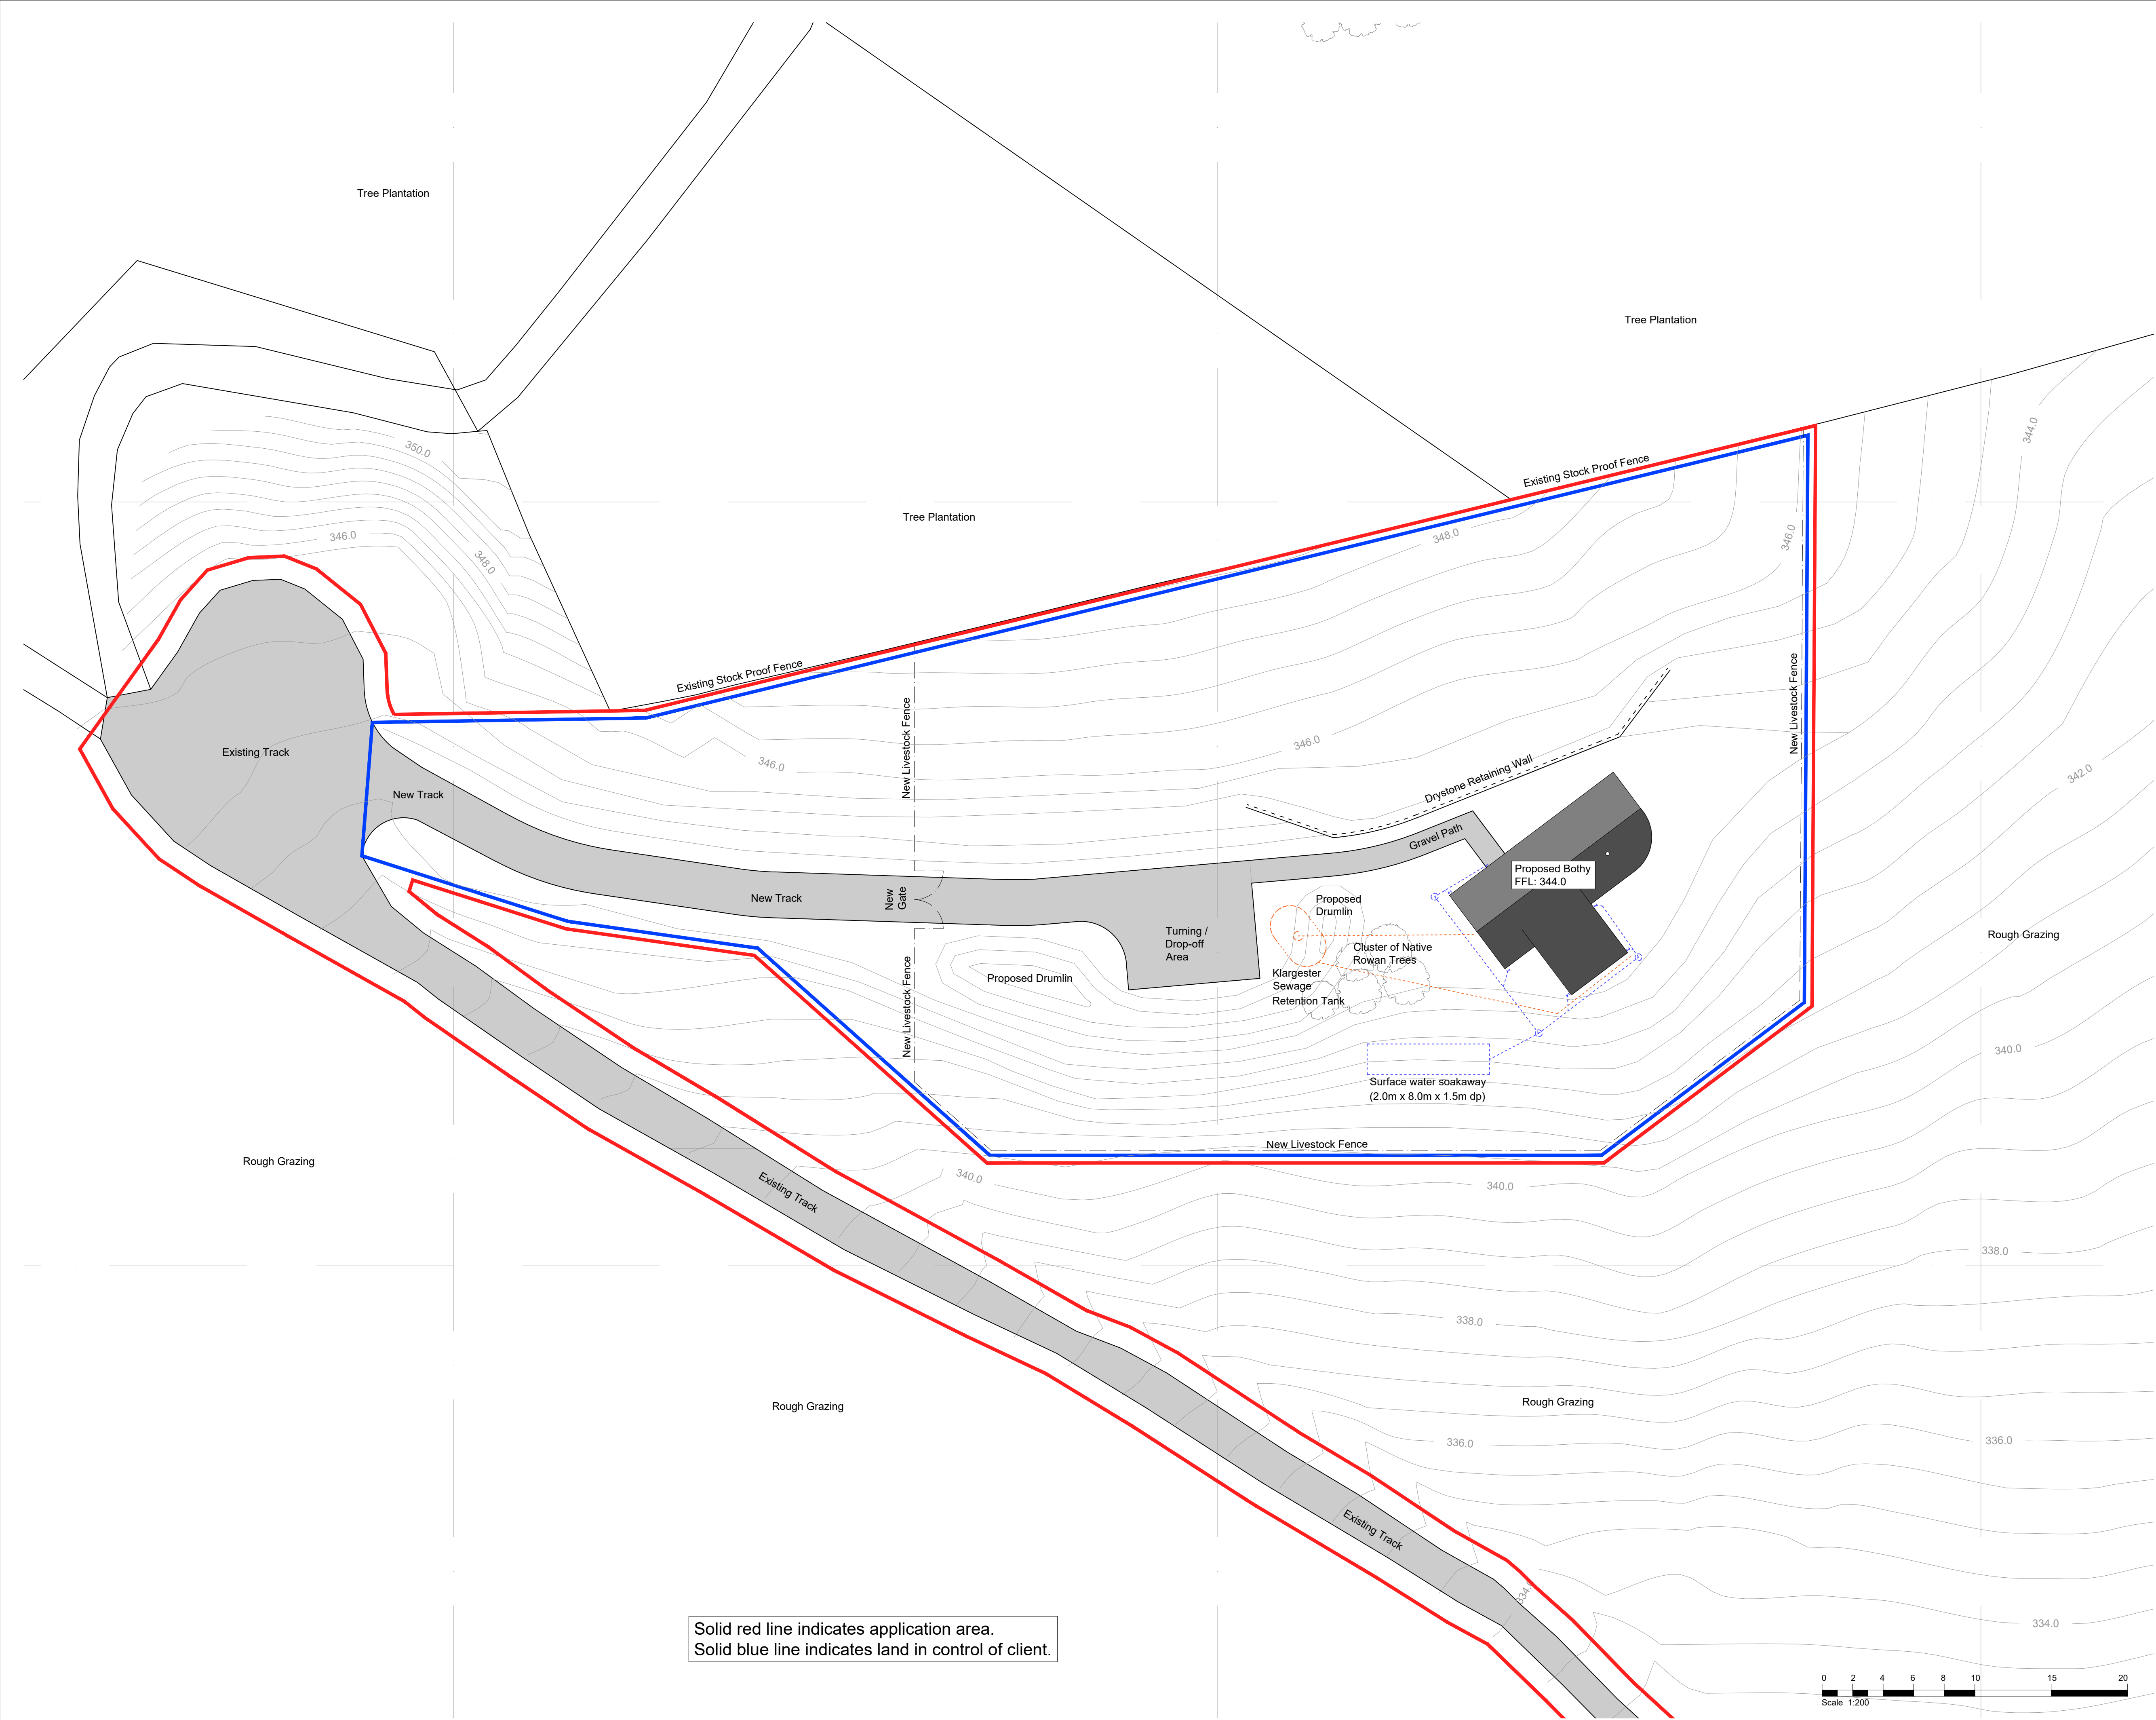 Tree Plantation
Tree Plantation
350.0
344.0
Existing Stock Proof Fence
Tree Plantation
346.0
348.0
348.0
346.0
Existing Stock Proof Fence
New Livestock Fence
New Livestock Fence
Existing Track
346.0
346.0
Drystone Retaining Wall
342.0
New Track
Gravel Path
Proposed Bothy
FFL: 344.0
New Track
New
Gate
Proposed
Drumlin
Turning /
Drop-off
Area
Cluster of Native
Rowan Trees
Rough Grazing
Proposed Drumlin
Klargester
Sewage
Retention Tank
New Livestock Fence
340.0
Surface water soakaway
(2.0m x 8.0m x 1.5m dp)
New Livestock Fence
Rough Grazing
340.0
340.0
Existing Track
338.0
338.0
Rough Grazing
Rough Grazing
336.0
336.0
Existing Track
334.0
334.0
Solid red line indicates application area.
Solid blue line indicates land in control of client.
0 2 4 6 8 10 15 20
Scale 1:200